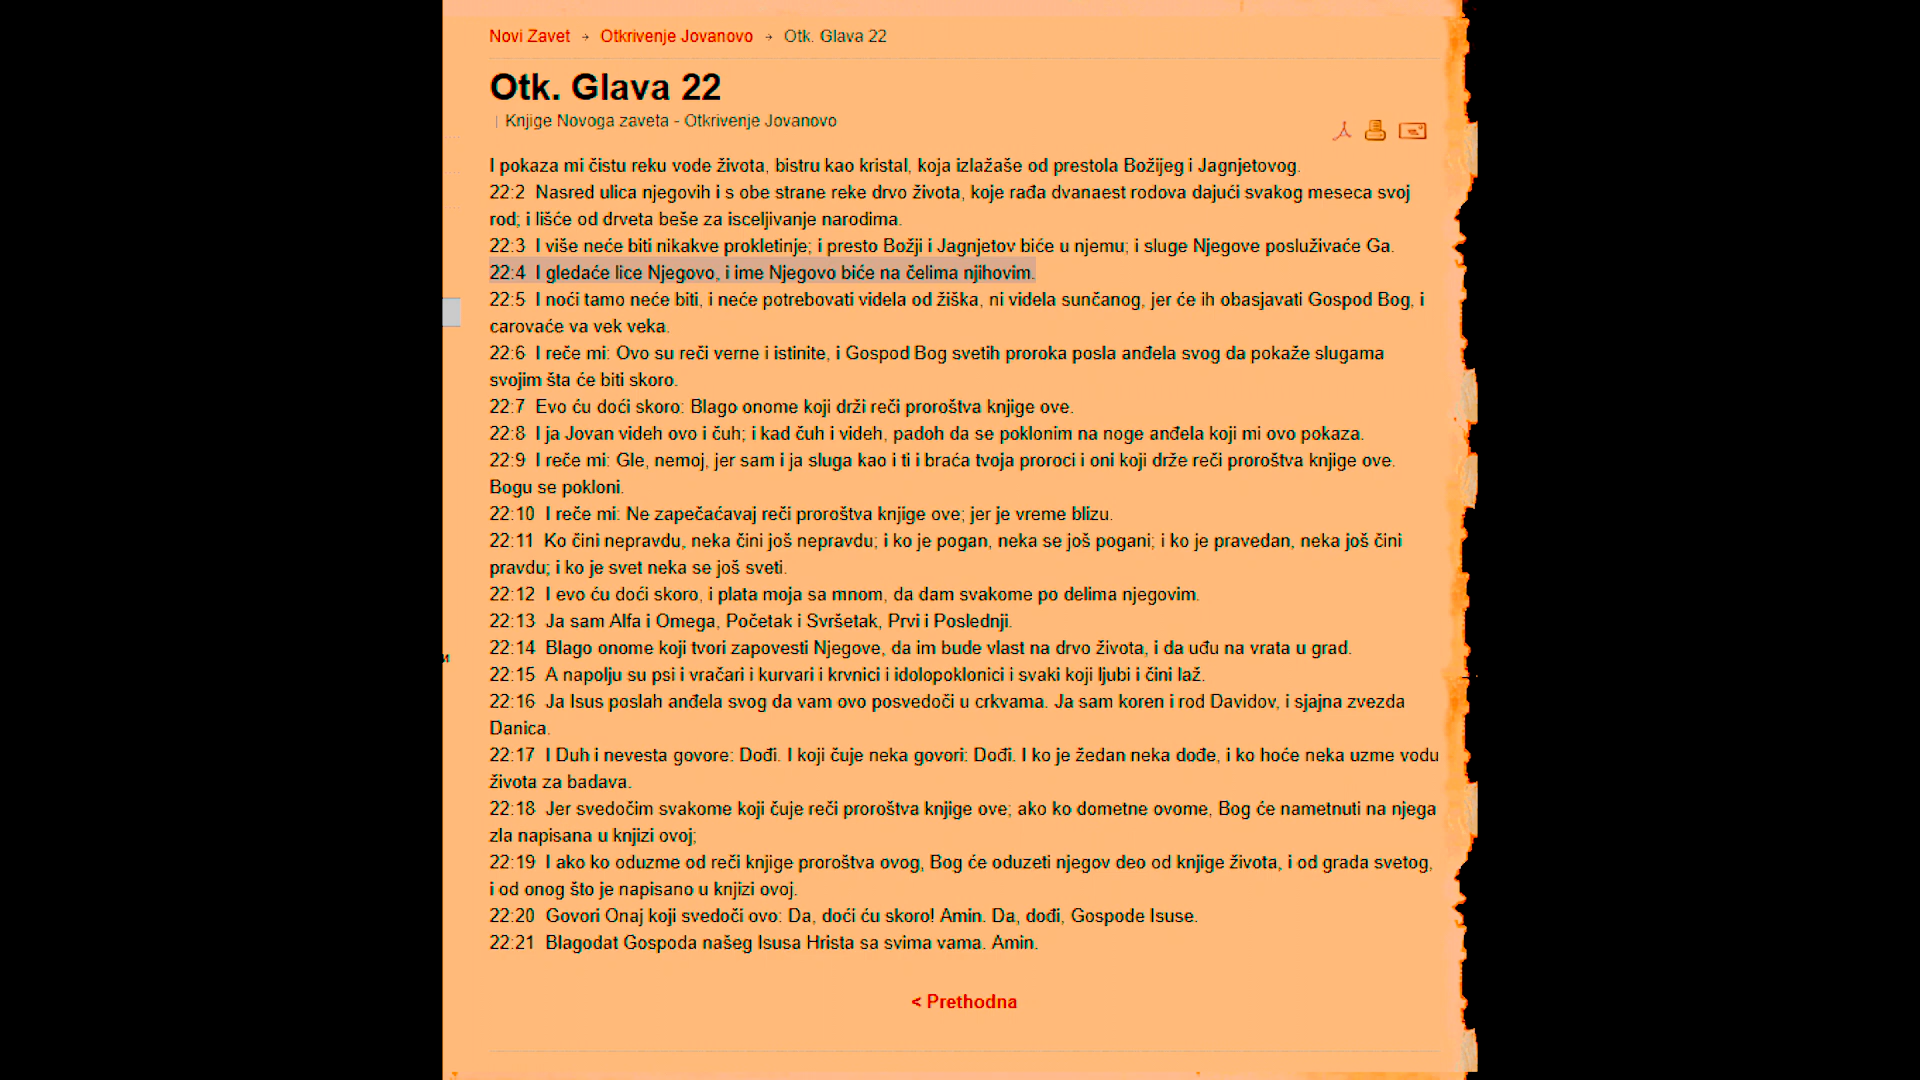 Novi Zavet → Otkrivenje Jovanovo → Otk. Glava 22
Otk. Glava 22
| Knjige Novoga zaveta - Otkrivenje Jovanovo
I pokaza mi čistu reku vode života, bistru kao kristal, koja izlažaše od prestola Božijeg i Jagnjetovog.
22:2 Nasred ulica njegovih i s obe strane reke drvo života, koje rađa dvanaest rodova dajući svakog meseca svoj
rod; i lišće od drveta beše za isceljivanje narodima.
22:3 I više neće biti nikakve prokletinje; i presto Božji i Jagnjetov biće u njemu; i sluge Njegove posluživaće Ga.
22:4 I gledaće lice Njegovo, i ime Njegovo biće na čelima njihovim.
22:5 I noći tamo neće biti, i neće potrebovati videla od žiška, ni videla sunčanog, jer će ih obasjavati Gospod Bog, i
carovaće va vek veka.
22:6 I reče mi: Ovo su reči verne i istinite, i Gospod Bog svetih proroka posla anđela svog da pokaže slugama
svojim šta će biti skoro.
22:7 Evo ću doći skoro: Blago onome koji drži reči proroštva knjige ove.
22:8 I ja Jovan videh ovo i čuh; i kad čuh i videh, padoh da se poklonim na noge anđela koji mi ovo pokaza.
22:9 I reče mi: Gle, nemoj, jer sam i ja sluga kao i ti i braća tvoja proroci i oni koji drže reči proroštva knjige ove.
Bogu se pokloni.
22:10 I reče mi: Ne zapečaćavaj reči proroštva knjige ove; jer je vreme blizu.
22:11 Ko čini nepravdu, neka čini još nepravdu; i ko je pogan, neka se još pogani; i ko je pravedan, neka još čini
pravdu; i ko je svet neka se još sveti.
22:12 I evo ću doći skoro, i plata moja sa mnom, da dam svakome po delima njegovim.
22:13 Ja sam Alfa i Omega, Početak i Svršetak, Prvi i Poslednji.
22:14 Blago onome koji tvori zapovesti Njegove, da im bude vlast na drvo života, i da uđu na vrata u grad.
22:15 A napolju su psi i vračari i kurvari i krvnici i idolopoklonici i svaki koji ljubi i čini laž.
22:16 Ja Isus poslah anđela svog da vam ovo posvedoči u crkvama. Ja sam koren i rod Davidov, i sjajna zvezda
Danica.
22:17 I Duh i nevesta govore: Dođi. I koji čuje neka govori: Dođi. I ko je žedan neka dođe, i ko hoće neka uzme vodu
života za badava.
22:18 Jer svedočim svakome koji čuje reči proroštva knjige ove; ako ko dometne ovome, Bog će nametnuti na njega
zla napisana u knjizi ovoj;
22:19 I ako ko oduzme od reči knjige proroštva ovog, Bog će oduzeti njegov deo od knjige života, i od grada svetog,
i od onog što je napisano u knjizi ovoj.
22:20 Govori Onaj koji svedoči ovo: Da, doći ću skoro! Amin. Da, dođi, Gospode Isuse.
22:21 Blagodat Gospoda našeg Isusa Hrista sa svima vama. Amin.
< Prethodna